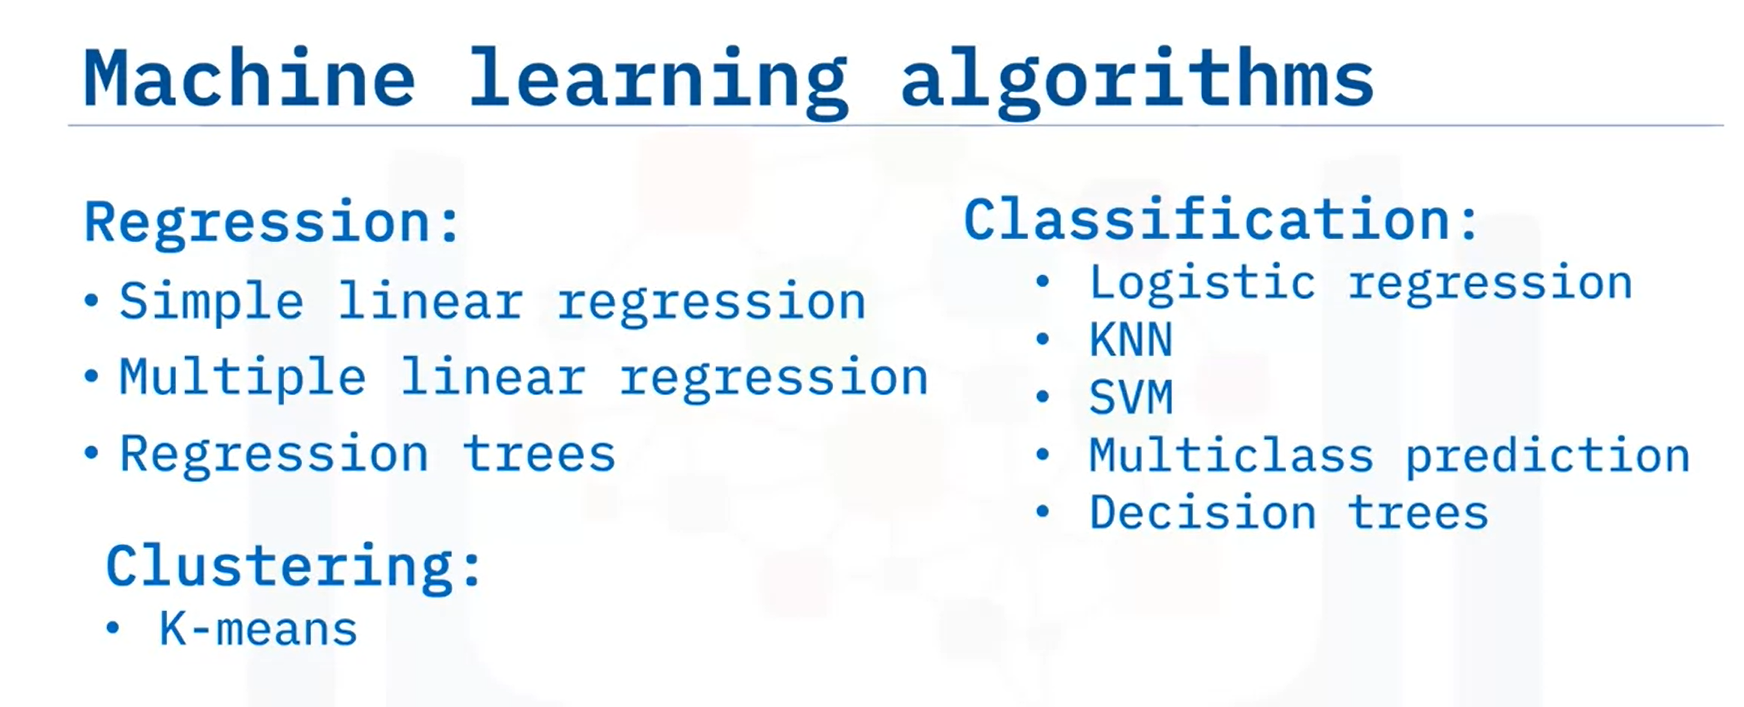 Machine learning algorithms
Regression:
• Simple linear regression
• Multiple linear regression
• Regression trees
Clustering:
• K-means
Classification:
• Logistic regression
• KNN
• SVM
• Multiclass prediction
• Decision trees